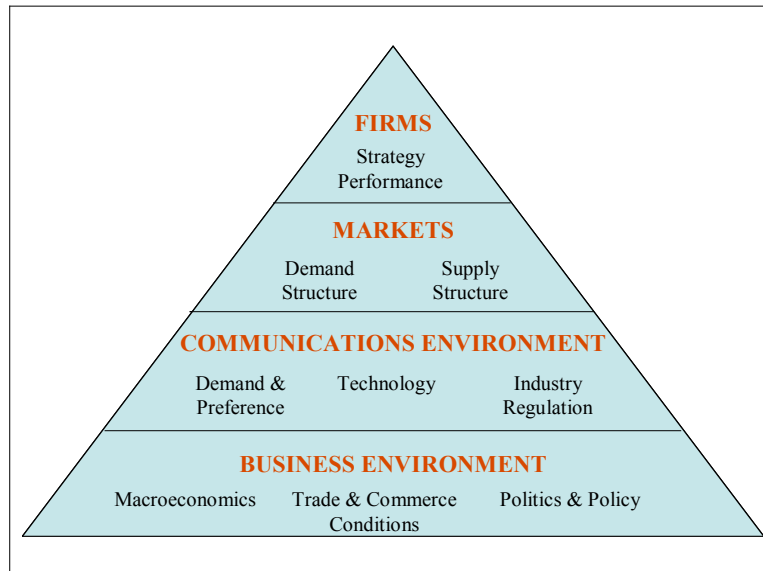 FIRMS
Strategy
Performance
MARKETS
Demand Structure
Supply Structure
COMMUNICATIONS ENVIRONMENT
Demand & Preference
Technology
Industry Regulation
BUSINESS ENVIRONMENT
Macroeconomics
Trade & Commerce Conditions
Politics & Policy